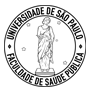 UNIVERSIDADE DE SÃO PAULO
FACULDADE DE SAÚDE PÚBLICA